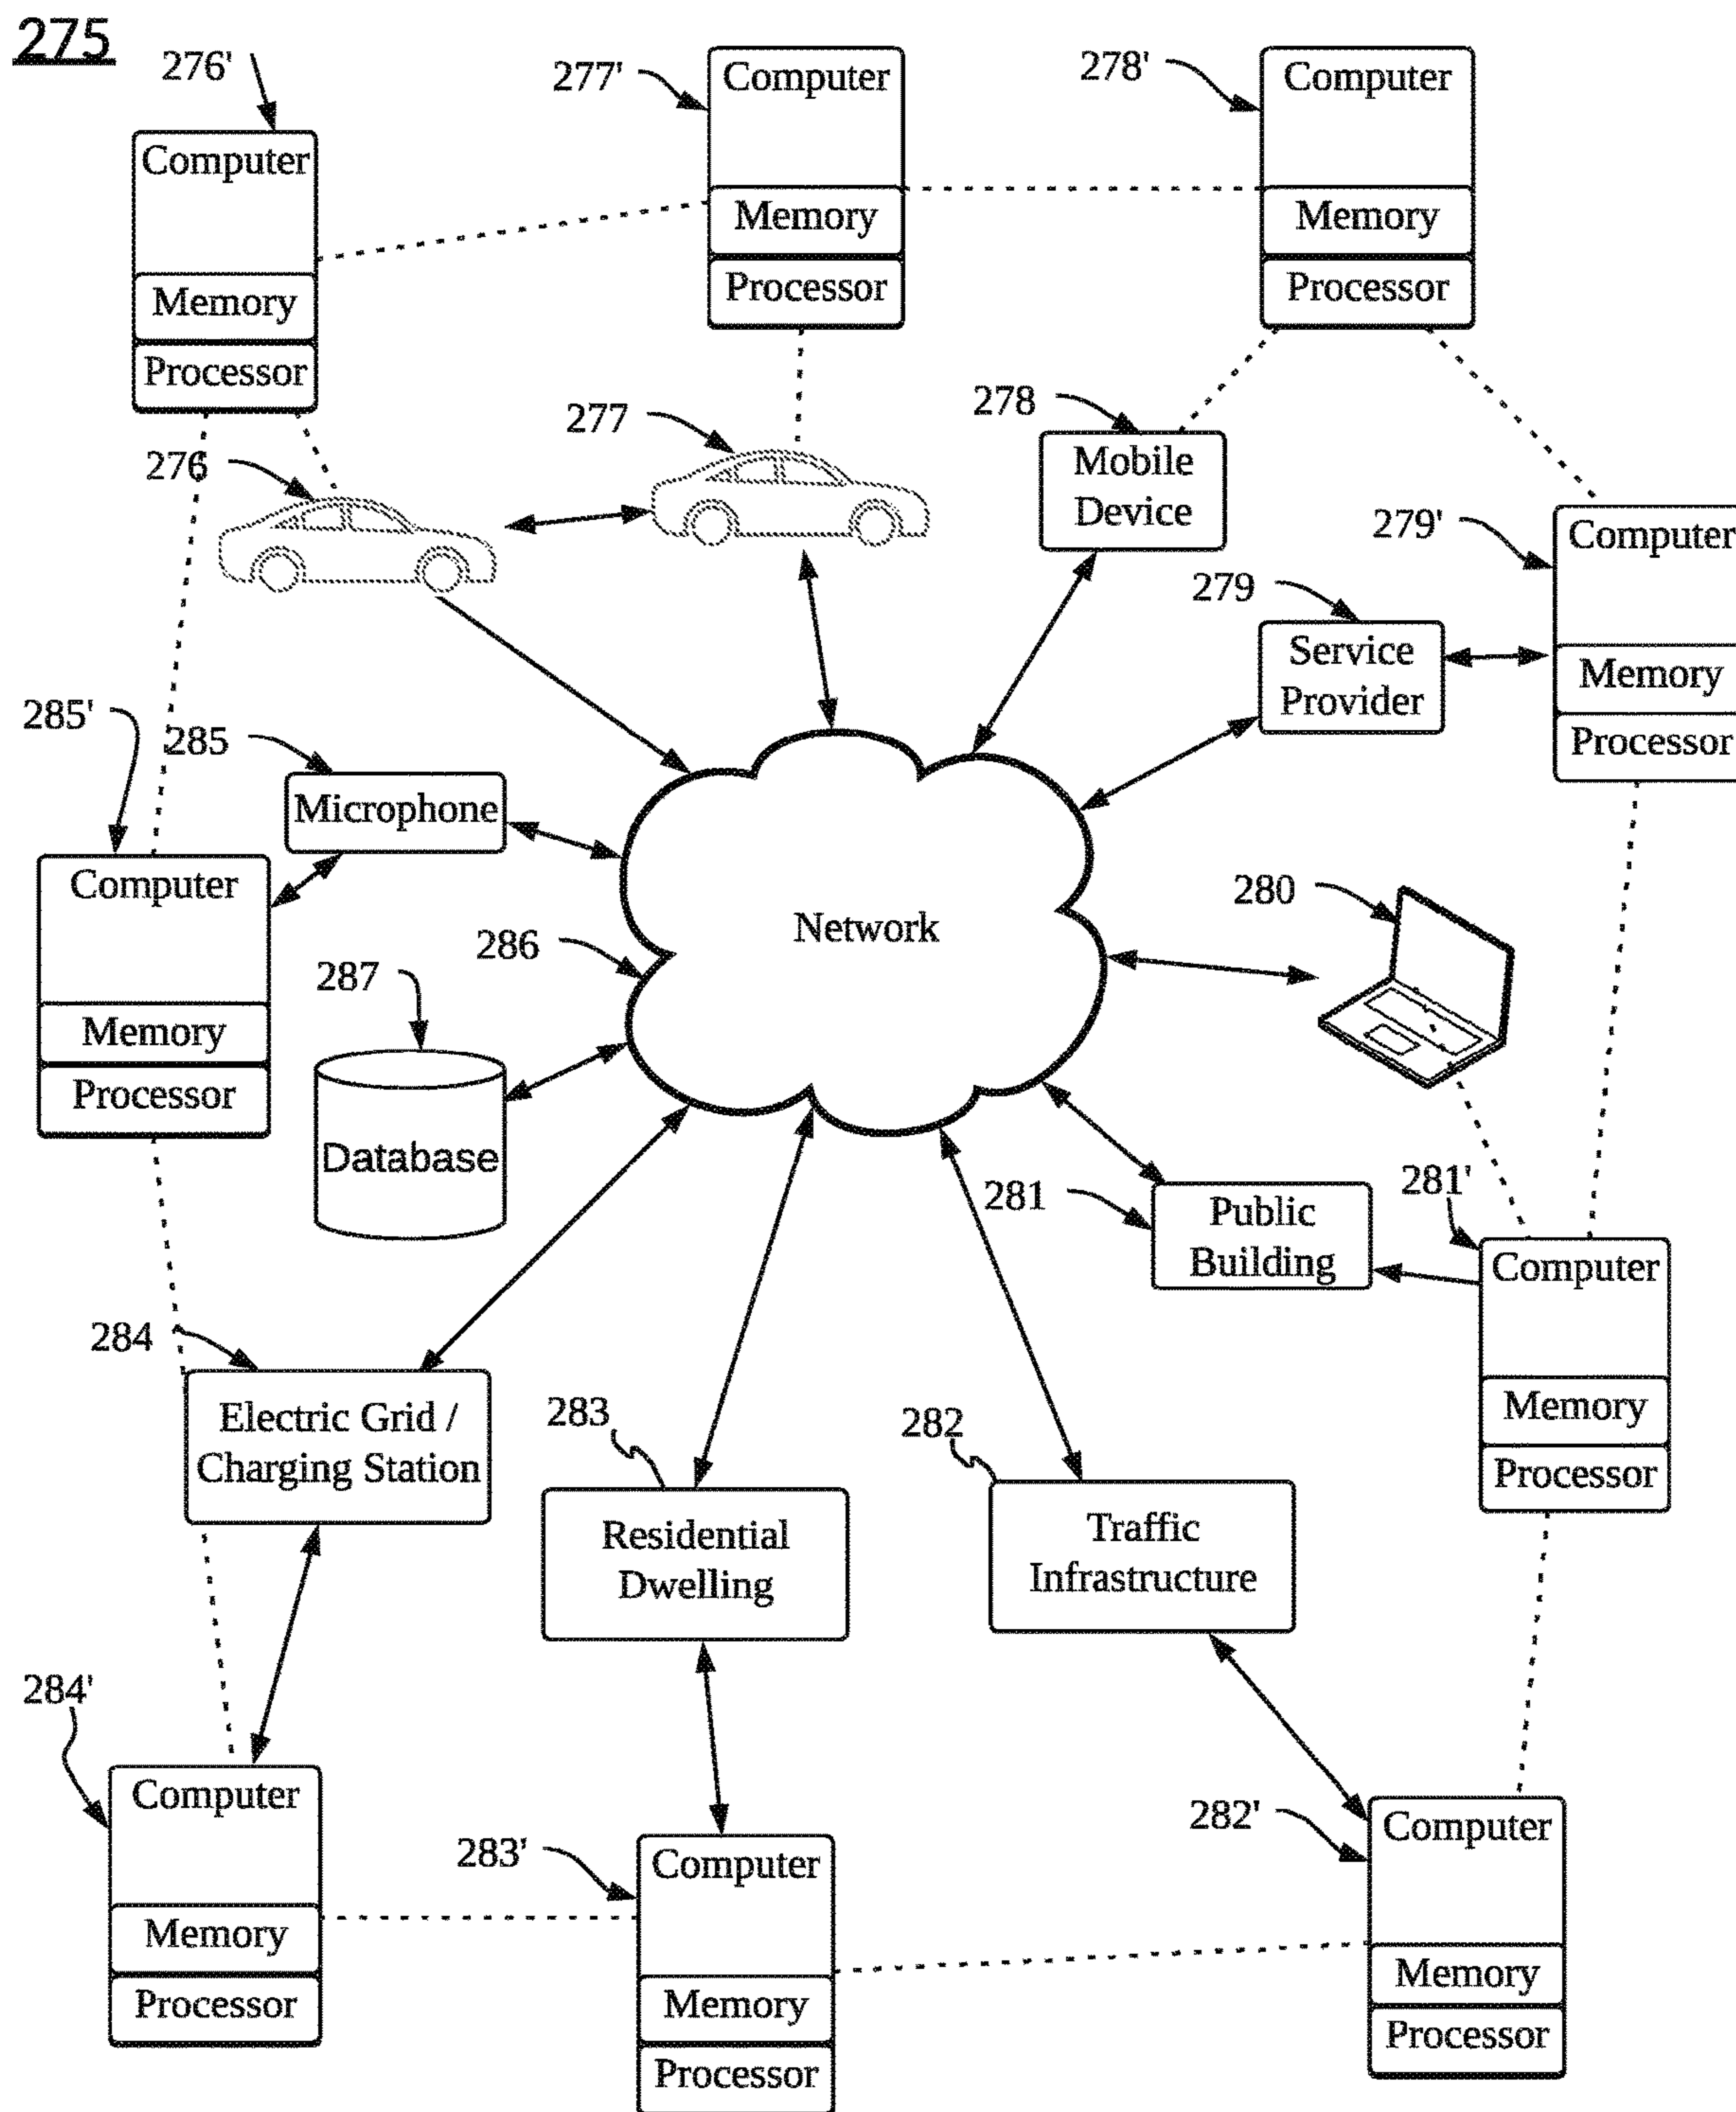 275
276'
277'
278'
Computer
Memory
Processor
Computer
Memory
Processor
Computer
Memory
Processor
276
277
278
Mobile
Device
279'
Computer
Memory
Processor
279
Service
Provider
285'
285
Microphone
Computer
Memory
Processor
286
Network
280
287
Database
281
Public
Building
281'
Computer
Memory
Processor
284
Electric Grid /
Charging Station
283
Residential
Dwelling
282
Traffic
Infrastructure
284'
Computer
Memory
Processor
283'
Computer
Memory
Processor
282'
Computer
Memory
Processor